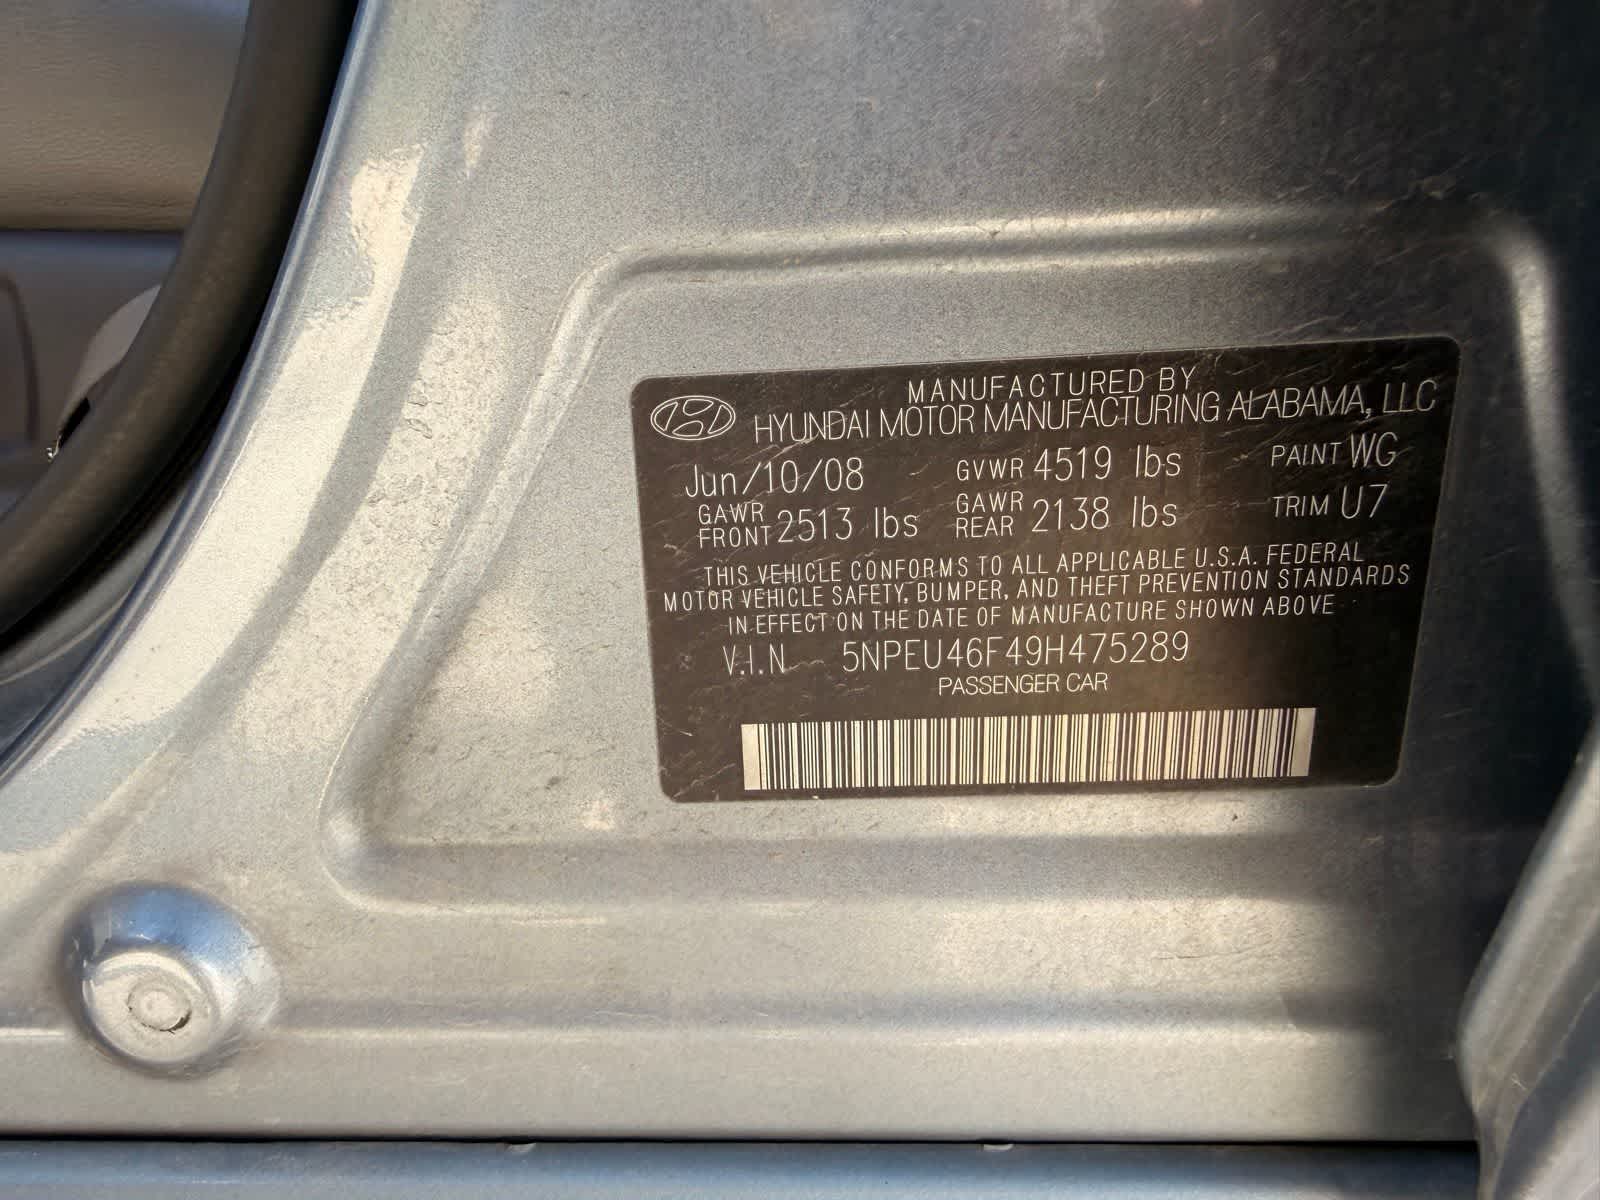 MANUFACTURED BY
HYUNDAI MOTOR MANUFACTURING ALABAMA, LLC
Jun/10/08 GVWR 4519 lbs PAINT WG
GAWR FRONT 2513 lbs GAWR REAR 2138 lbs TRIM U7
THIS VEHICLE CONFORMS TO ALL APPLICABLE U.S.A. FEDERAL
MOTOR VEHICLE SAFETY, BUMPER, AND THEFT PREVENTION STANDARDS
IN EFFECT ON THE DATE OF MANUFACTURE SHOWN ABOVE
V.I.N 5NPEU46F49H475289
PASSENGER CAR